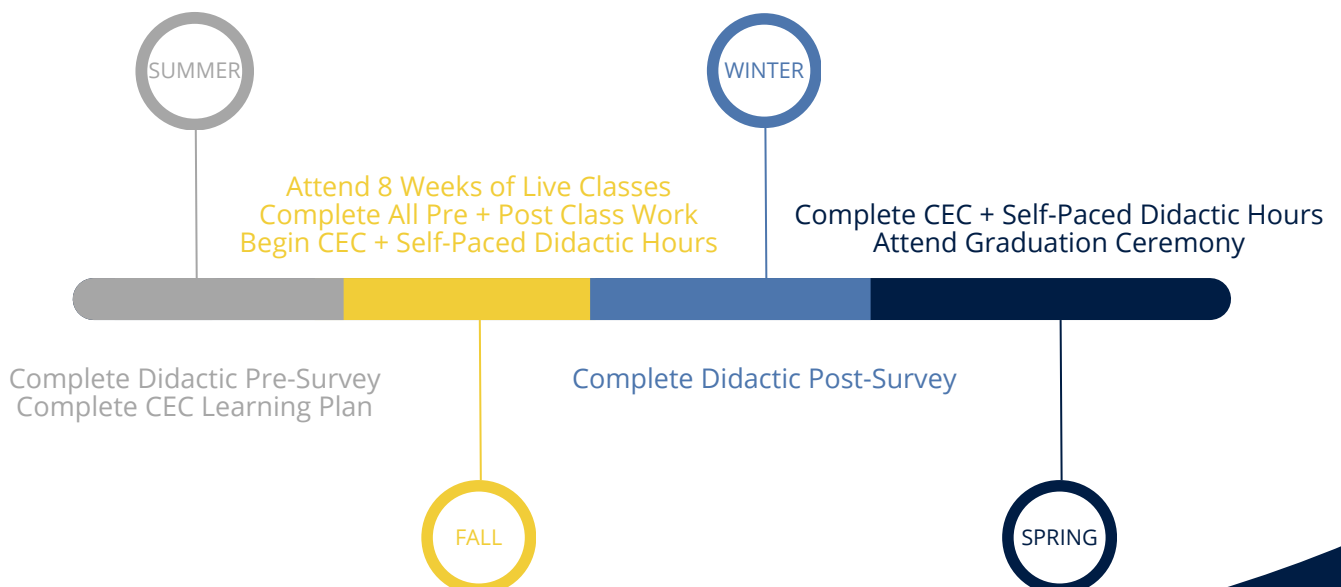 SUMMER
WINTER
Attend 8 Weeks of Live Classes
Complete All Pre + Post Class Work
Begin CEC + Self-Paced Didactic Hours
Complete CEC + Self-Paced Didactic Hours
Attend Graduation Ceremony
Complete Didactic Pre-Survey
Complete CEC Learning Plan
Complete Didactic Post-Survey
FALL
SPRING